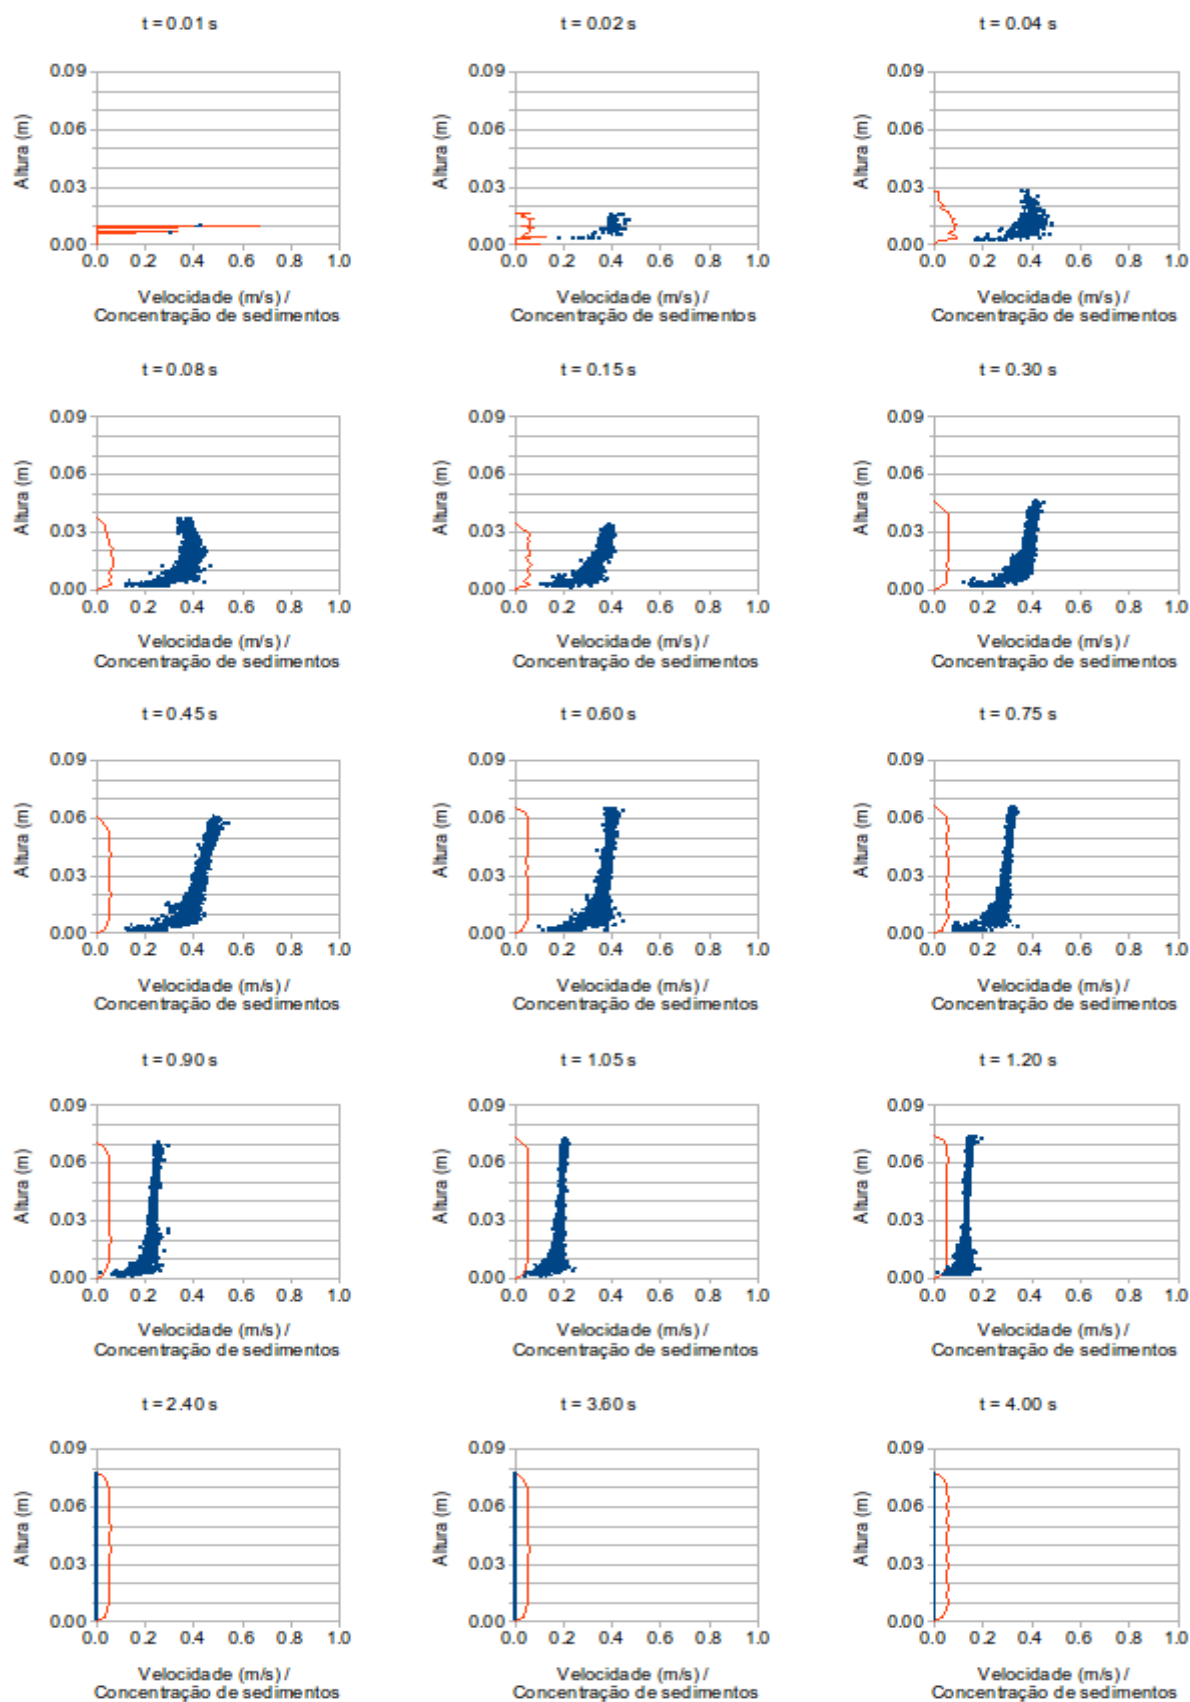 t = 0.01 s
t = 0.02 s
t = 0.04 s
Altura (m)
0.09
0.06
0.03
0.00
0.0 0.2 0.4 0.6 0.8 1.0
Velocidade (m/s) /
Concentração de sedimentos
Altura (m)
0.09
0.06
0.03
0.00
0.0 0.2 0.4 0.6 0.8 1.0
Velocidade (m/s) /
Concentração de sedimentos
Altura (m)
0.09
0.06
0.03
0.00
0.0 0.2 0.4 0.6 0.8 1.0
Velocidade (m/s) /
Concentração de sedimentos
t = 0.08 s
t = 0.15 s
t = 0.30 s
Altura (m)
0.09
0.06
0.03
0.00
0.0 0.2 0.4 0.6 0.8 1.0
Velocidade (m/s) /
Concentração de sedimentos
Altura (m)
0.09
0.06
0.03
0.00
0.0 0.2 0.4 0.6 0.8 1.0
Velocidade (m/s) /
Concentração de sedimentos
Altura (m)
0.09
0.06
0.03
0.00
0.0 0.2 0.4 0.6 0.8 1.0
Velocidade (m/s) /
Concentração de sedimentos
t = 0.45 s
t = 0.60 s
t = 0.75 s
Altura (m)
0.09
0.06
0.03
0.00
0.0 0.2 0.4 0.6 0.8 1.0
Velocidade (m/s) /
Concentração de sedimentos
Altura (m)
0.09
0.06
0.03
0.00
0.0 0.2 0.4 0.6 0.8 1.0
Velocidade (m/s) /
Concentração de sedimentos
Altura (m)
0.09
0.06
0.03
0.00
0.0 0.2 0.4 0.6 0.8 1.0
Velocidade (m/s) /
Concentração de sedimentos
t = 0.90 s
t = 1.05 s
t = 1.20 s
Altura (m)
0.09
0.06
0.03
0.00
0.0 0.2 0.4 0.6 0.8 1.0
Velocidade (m/s) /
Concentração de sedimentos
Altura (m)
0.09
0.06
0.03
0.00
0.0 0.2 0.4 0.6 0.8 1.0
Velocidade (m/s) /
Concentração de sedimentos
Altura (m)
0.09
0.06
0.03
0.00
0.0 0.2 0.4 0.6 0.8 1.0
Velocidade (m/s) /
Concentração de sedimentos
t = 2.40 s
t = 3.60 s
t = 4.00 s
Altura (m)
0.09
0.06
0.03
0.00
0.0 0.2 0.4 0.6 0.8 1.0
Velocidade (m/s) /
Concentração de sedimentos
Altura (m)
0.09
0.06
0.03
0.00
0.0 0.2 0.4 0.6 0.8 1.0
Velocidade (m/s) /
Concentração de sedimentos
Altura (m)
0.09
0.06
0.03
0.00
0.0 0.2 0.4 0.6 0.8 1.0
Velocidade (m/s) /
Concentração de sedimentos